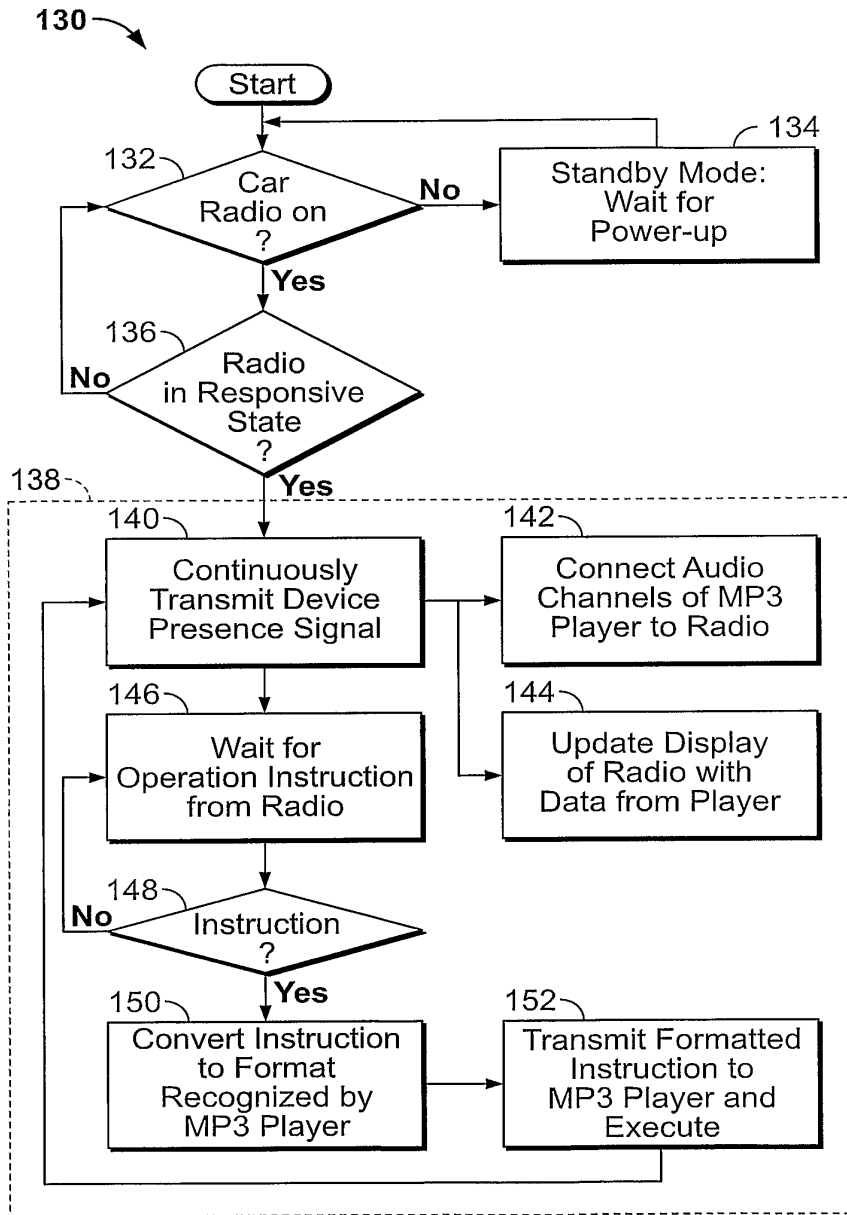 130
Start
132
Car
Radio on
?
No
134
Standby Mode:
Wait for
Power-up
Yes
136
Radio
in Responsive
State
?
No
Yes
138
140
Continuously
Transmit Device
Presence Signal
142
Connect Audio
Channels of MP3
Player to Radio
146
Wait for
Operation Instruction
from Radio
144
Update Display
of Radio with
Data from Player
148
Instruction
?
No
Yes
150
Convert Instruction
to Format
Recognized by
MP3 Player
152
Transmit Formatted
Instruction to
MP3 Player and
Execute